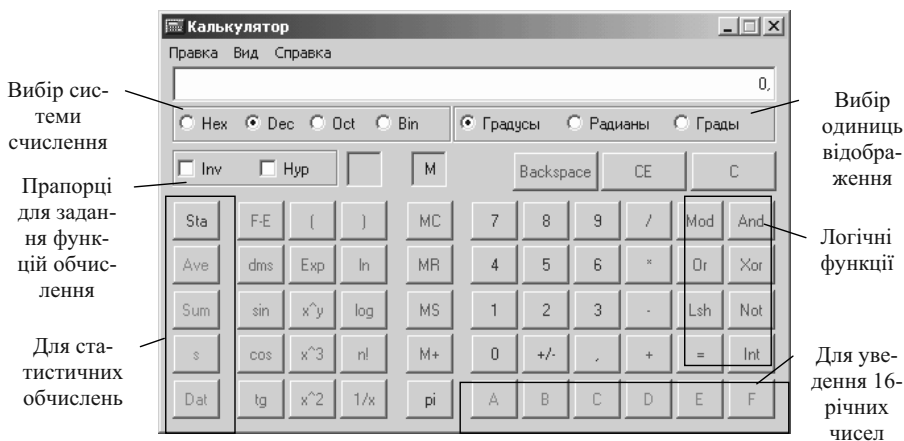 Калькулятор
Правка Вид Справка
0,
Hex Dec Oct Bin Градусы Радианы Грады
Inv Hyp M Backspace CE C
Sta F-E ( ) MC 7 8 9 / Mod And
Ave dms Exp ln MR 4 5 6 * Or Xor
Sum sin x^y log MS 1 2 3 - Lsh Not
s cos x^3 n! M+ 0 +/- , + = Int
Dat tg x^2 1/x pi A B C D E F
Вибір сис-
теми
счислення
Прапорці
для задан-
ня функ-
цій обчис-
лення
Для ста-
тистичних
обчислень
Вибір
одиниць
відобра-
ження
Логічні
функції
Для уве-
дення 16-
річних
чисел